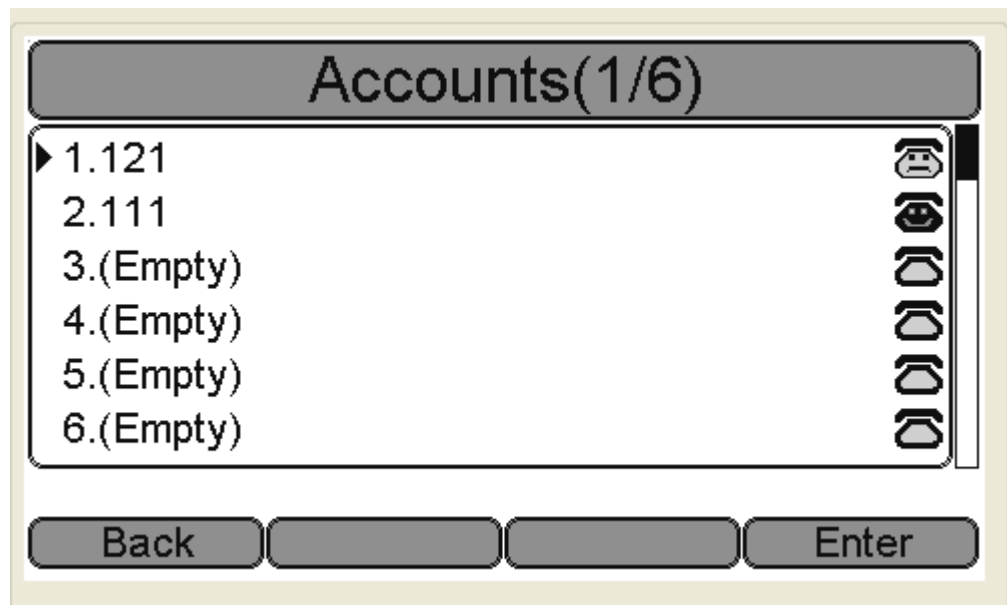 Accounts(1/6)
1.121
2.111
3.(Empty)
4.(Empty)
5.(Empty)
6.(Empty)
Back Enter